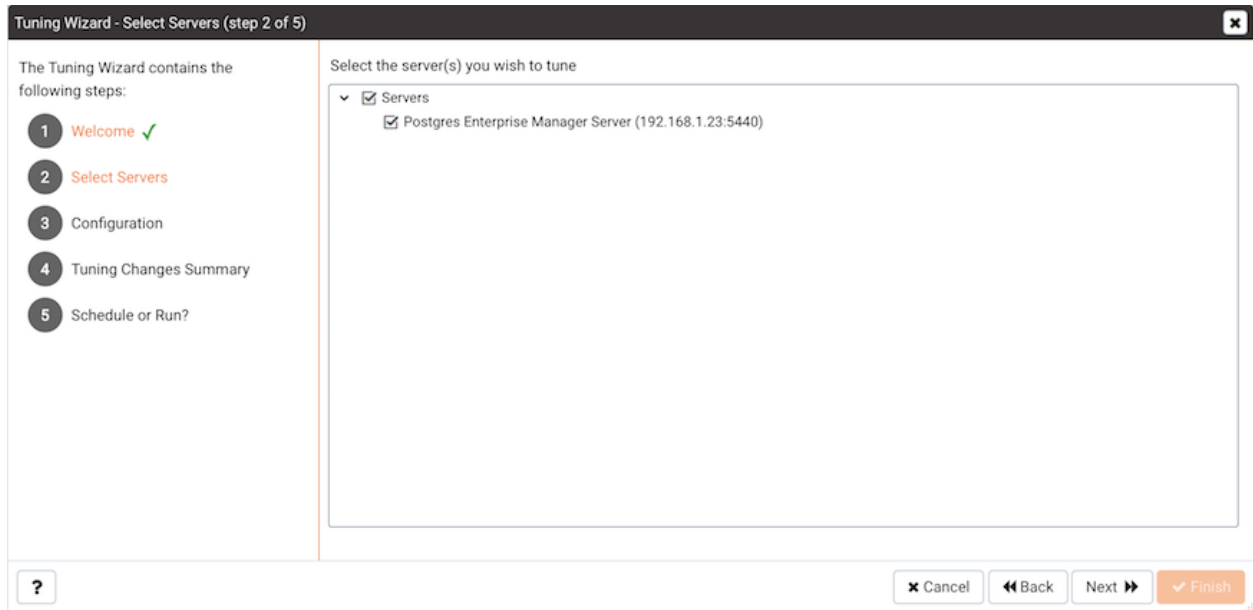 Tuning Wizard - Select Servers (step 2 of 5)
The Tuning Wizard contains the
following steps:
1 Welcome
2 Select Servers
3 Configuration
4 Tuning Changes Summary
5 Schedule or Run?
Select the server(s) you wish to tune
Servers
Postgres Enterprise Manager Server (192.168.1.23:5440)
? Cancel Back Next Finish